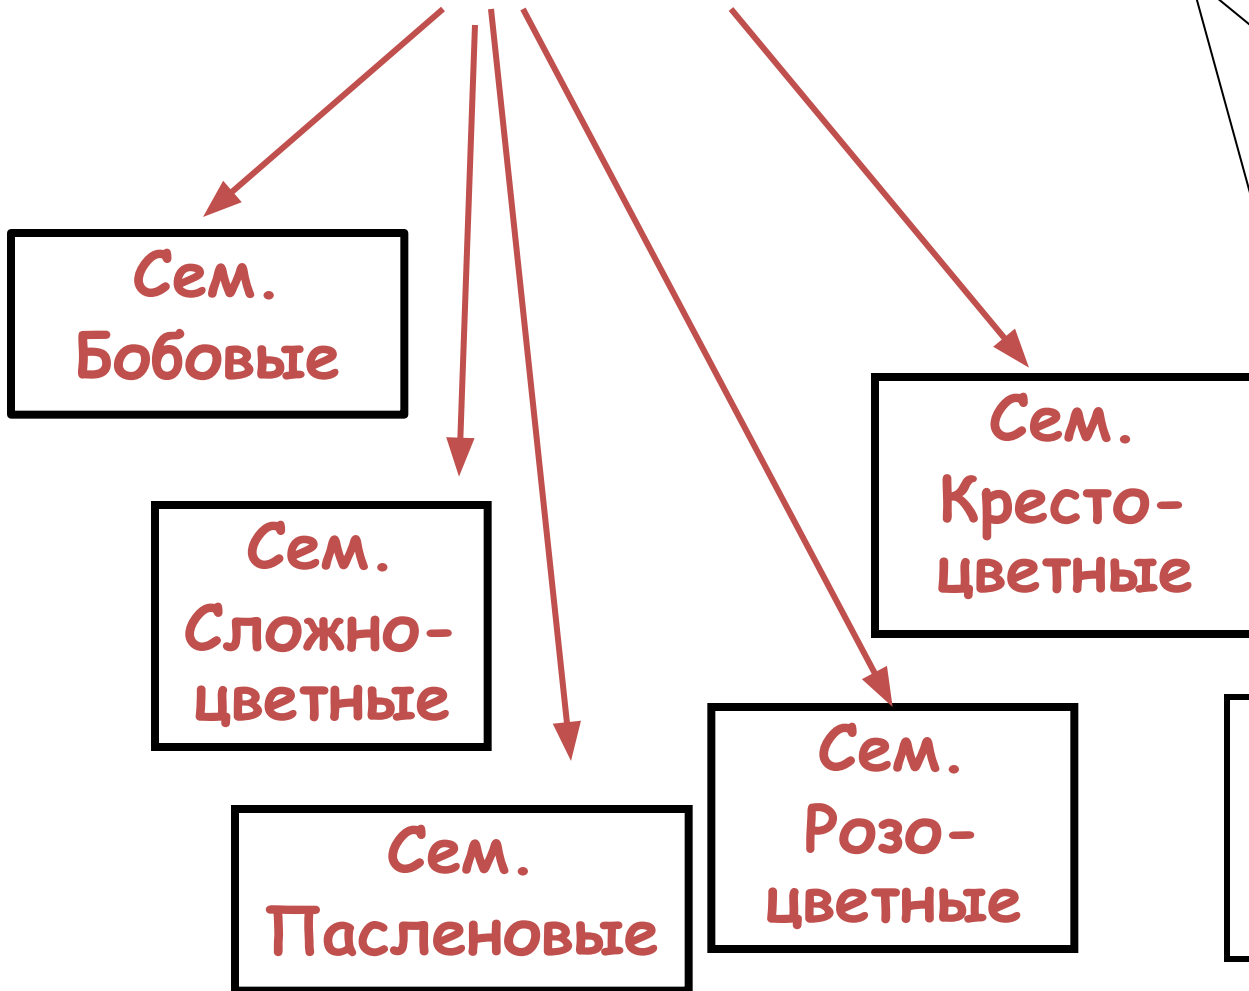 Сем.
Бобовые
Сем.
Кресто-
цветные
Сем.
Сложно-
цветные
Сем.
Розо-
цветные
Сем.
Пасленовые